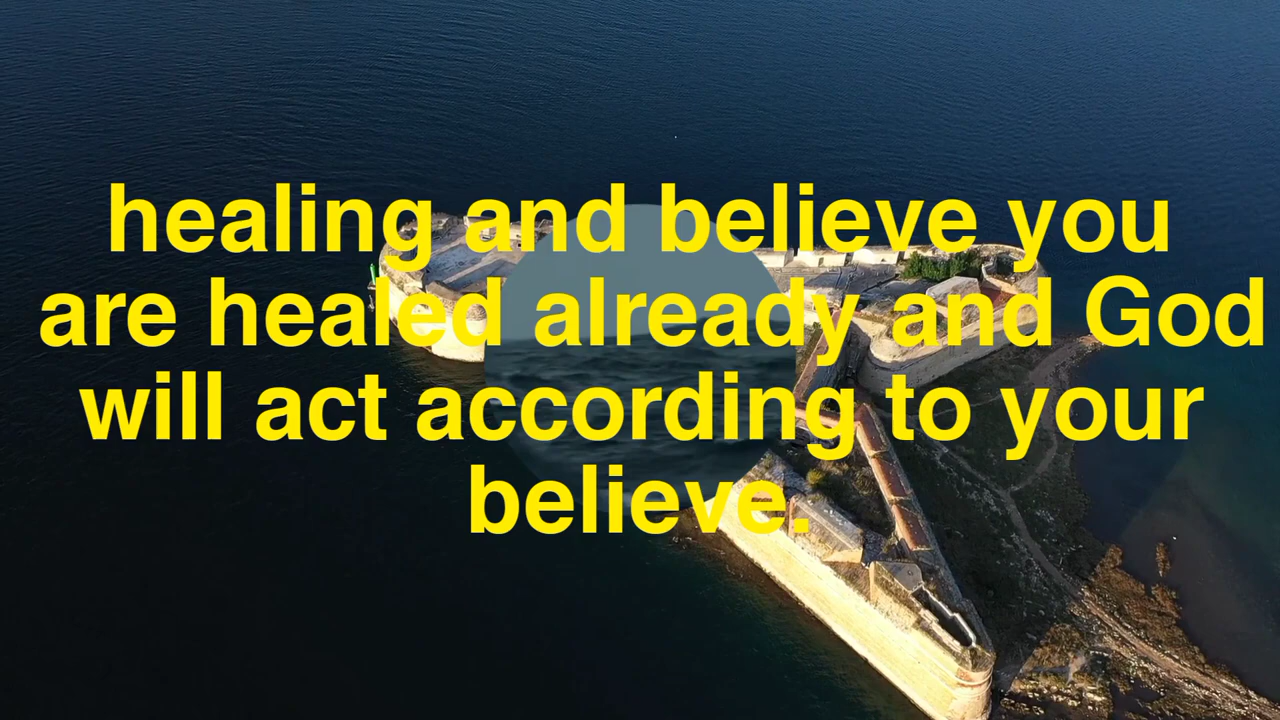 healing and believe you
are healed already and God
will act according to your
believe.